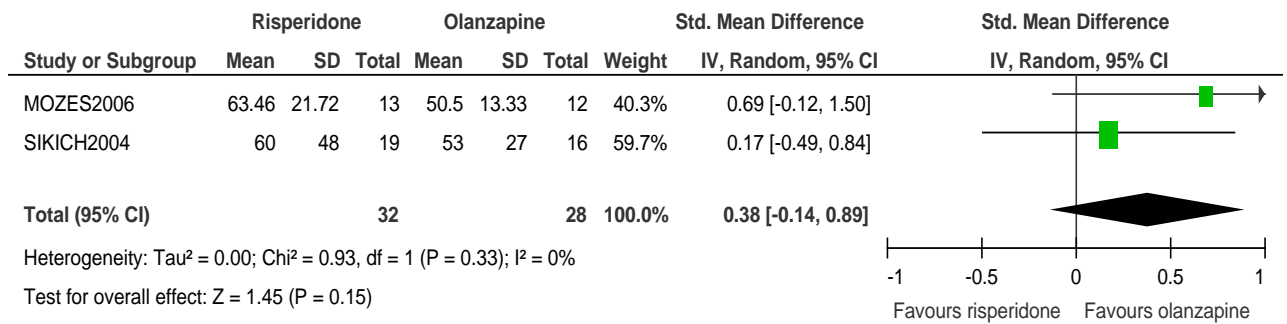 Risperidone Olanzapine Std. Mean Difference Std. Mean Difference
Study or Subgroup Mean SD Total Mean SD Total Weight IV, Random, 95% CI IV, Random, 95% CI
MOZES2006 63.46 21.72 13 50.5 13.33 12 40.3% 0.69 [-0.12, 1.50]
SIKICH2004 60 48 19 53 27 16 59.7% 0.17 [-0.49, 0.84]
Total (95% CI) 32 28 100.0% 0.38 [-0.14, 0.89]
Heterogeneity: Tau² = 0.00; Chi² = 0.93, df = 1 (P = 0.33); I² = 0%
Test for overall effect: Z = 1.45 (P = 0.15)
-1 -0.5 0 0.5 1
Favours risperidone Favours olanzapine